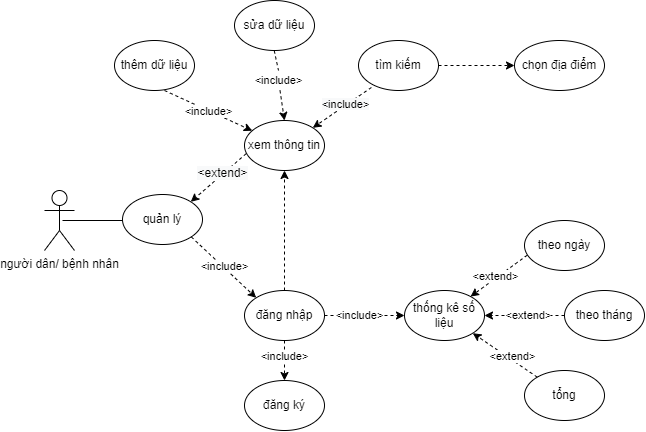 sửa dữ liệu
thêm dữ liệu
tìm kiếm
chọn địa điểm
<include>
<include>
<include>
xem thông tin
<extend>
quản lý
người dân/ bệnh nhân
<include>
theo ngày
<extend>
đăng nhập
<include>
thống kê số
liệu
<extend>
theo tháng
<include>
<extend>
đăng ký
tổng